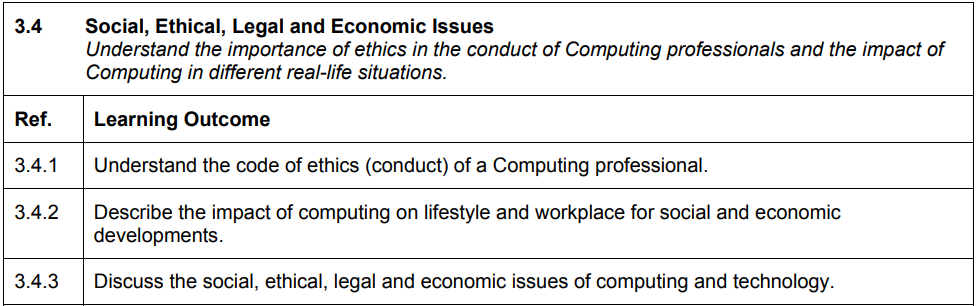 3.4 Social, Ethical, Legal and Economic Issues
Understand the importance of ethics in the conduct of Computing professionals and the impact of
Computing in different real-life situations.
Ref. Learning Outcome
3.4.1 Understand the code of ethics (conduct) of a Computing professional.
3.4.2 Describe the impact of computing on lifestyle and workplace for social and economic
developments.
3.4.3 Discuss the social, ethical, legal and economic issues of computing and technology.